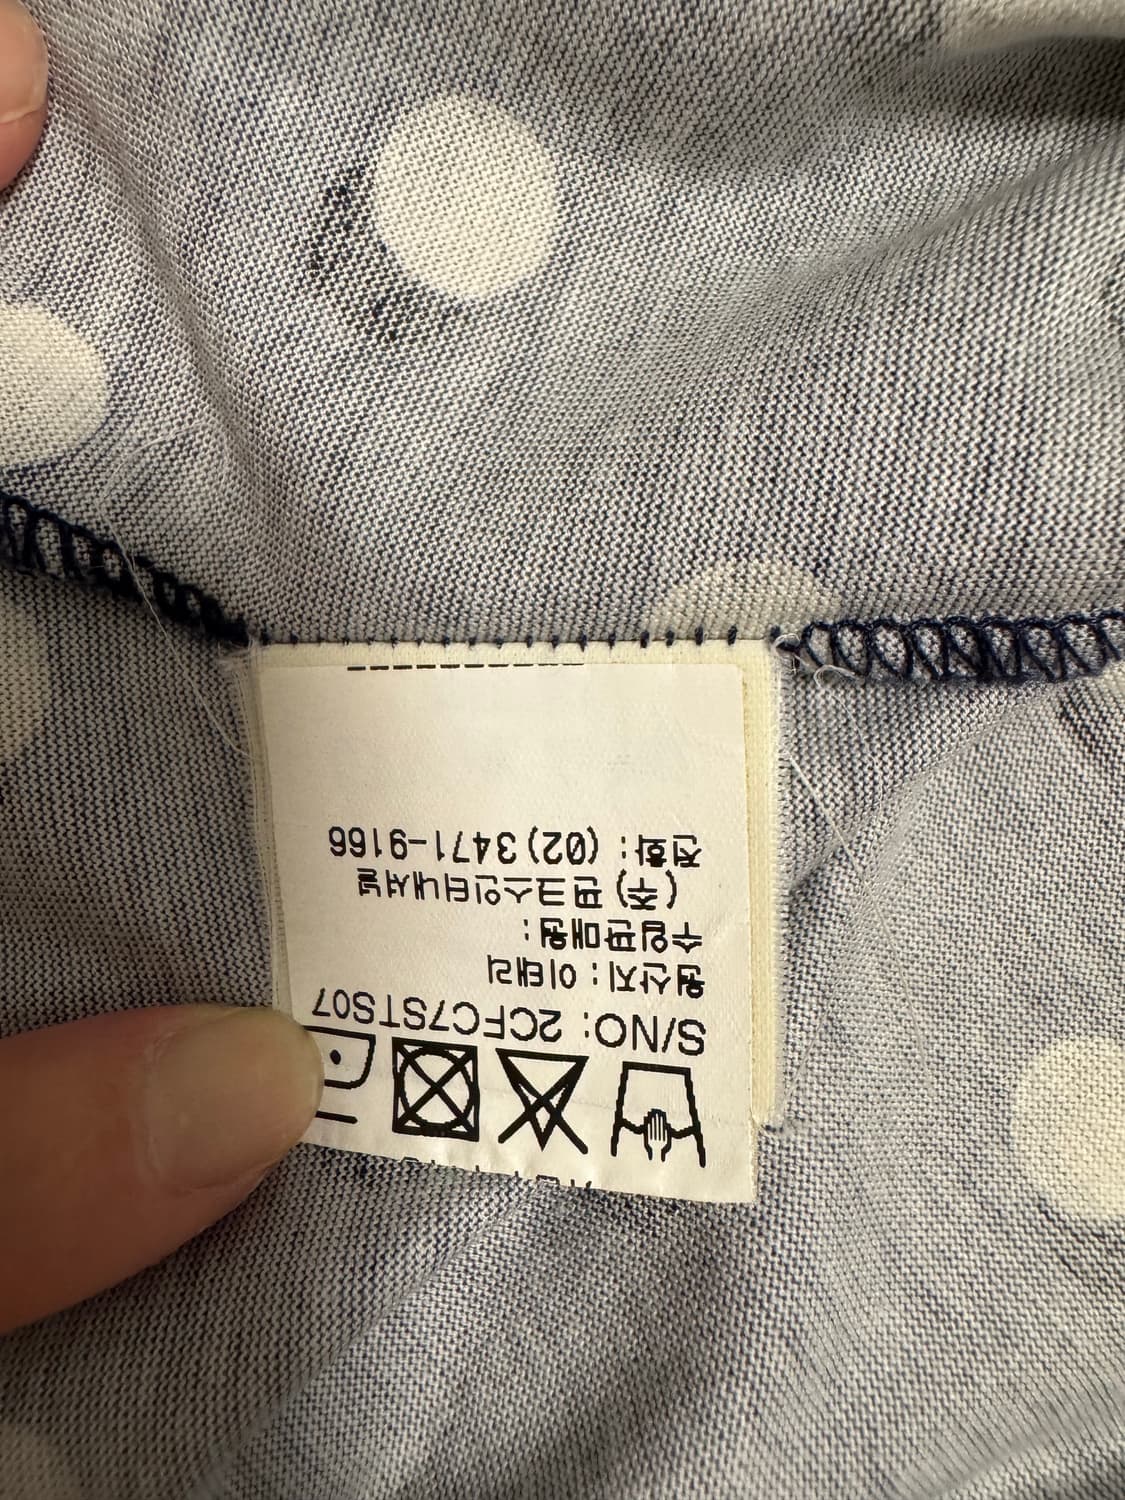 S/NO: 2CFC7STS07
원산지 : 이태리
수입판매원 :
(주) 펀크스인터내셔널
전화 : (02) 3471-9166